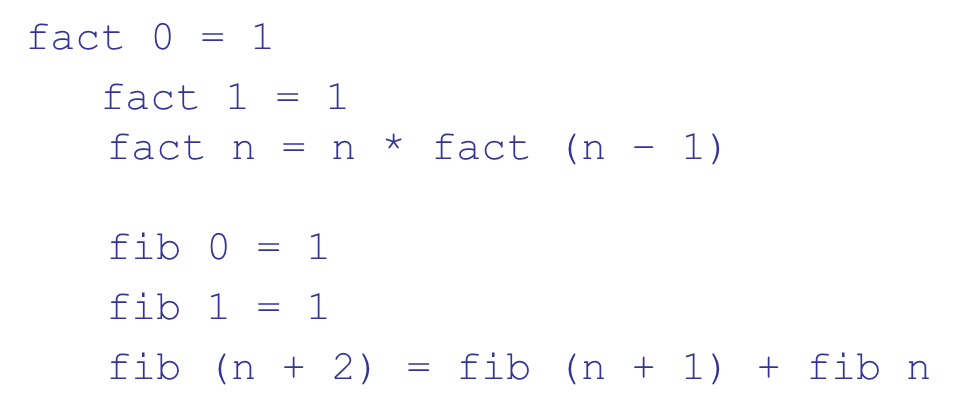 fact 0 = 1
fact 1 = 1
fact n = n * fact (n - 1)
fib 0 = 1
fib 1 = 1
fib (n + 2) = fib (n + 1) + fib n